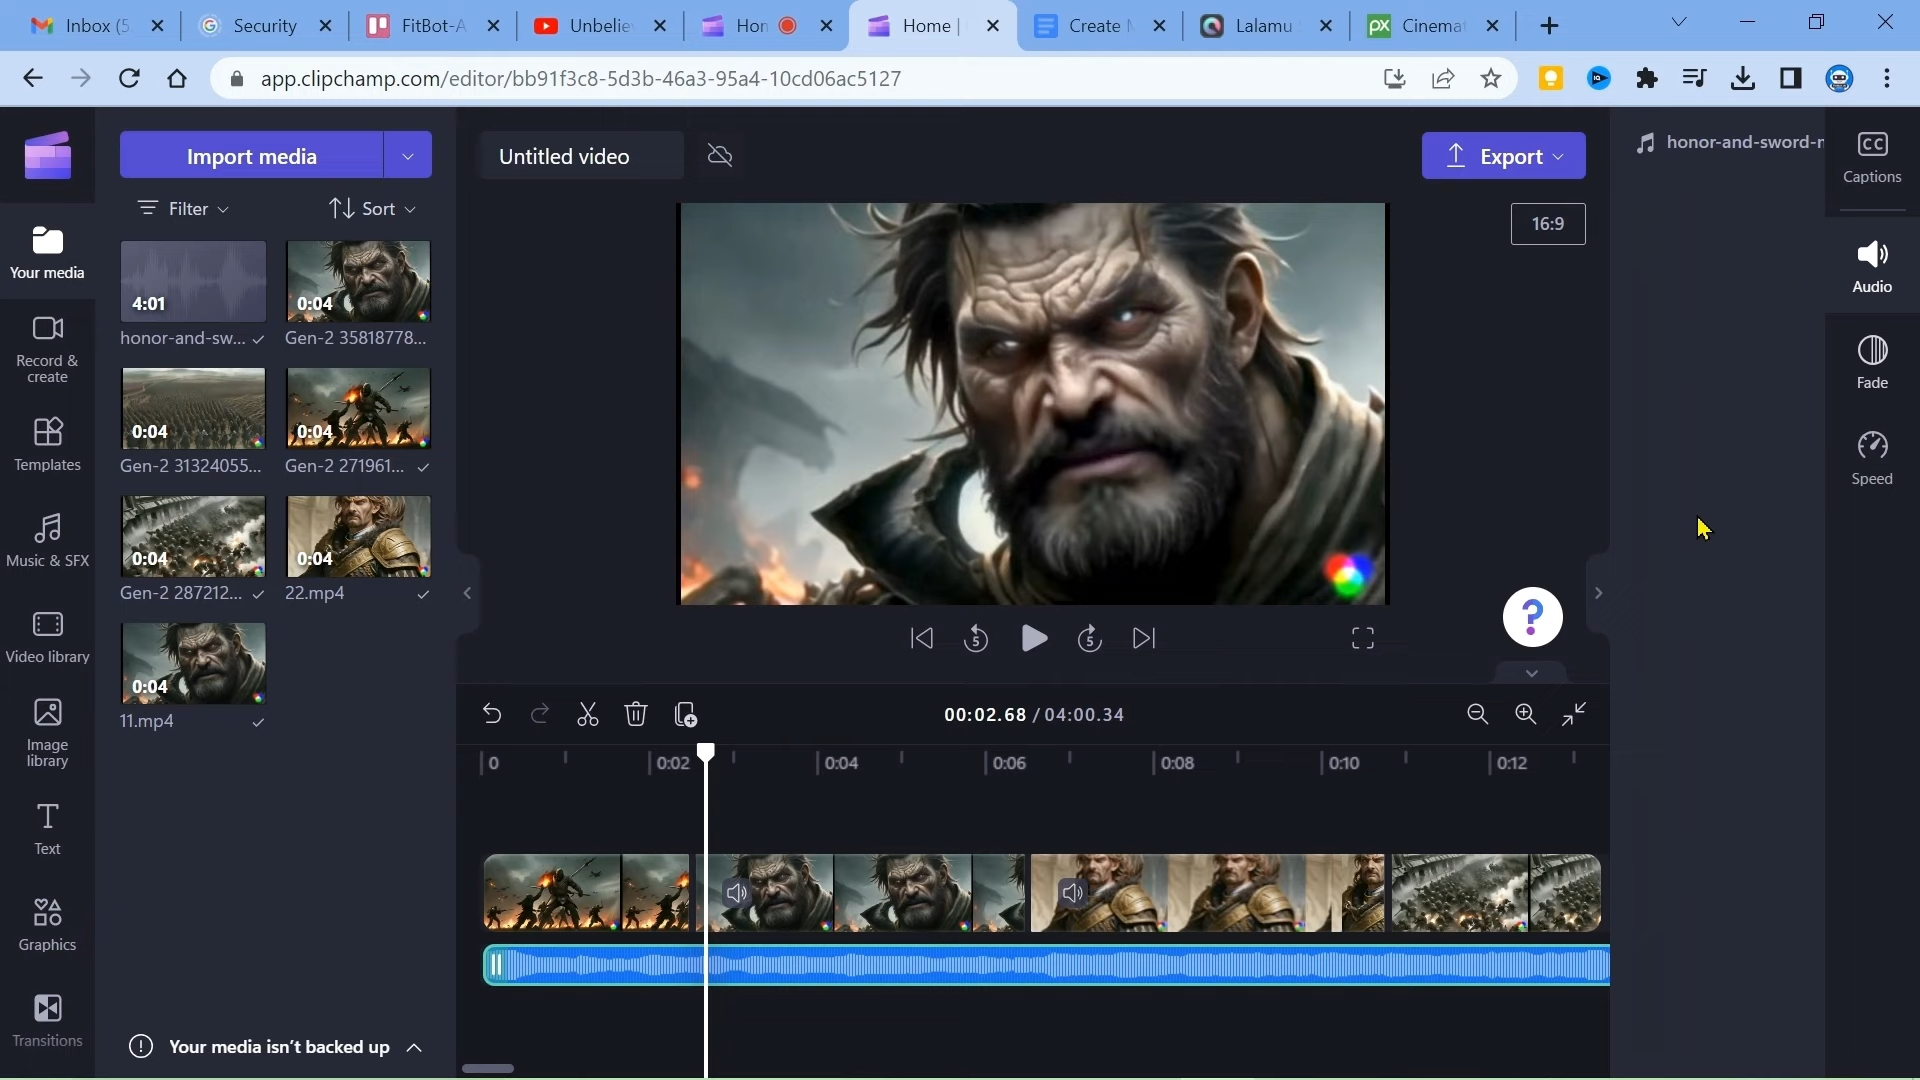 Inbox (5
Security
FitBot-A
Unbelie
Hon
Home |
Create M
Lalamu
Cinemat
app.clipchamp.com/editor/bb91f3c8-5d3b-46a3-95a4-10cd06ac5127
Import media
Untitled video
Export
honor-and-sword-r
CC
Captions
Filter
Sort
16:9
Your media
4:01
0:04
honor-and-sw...
Gen-2 35818778...
Audio
Record & create
0:04
0:04
Gen-2 31324055...
Gen-2 271961...
Fade
Templates
0:04
0:04
Gen-2 287212...
22.mp4
Speed
Music & SFX
0:04
11.mp4
Video library
5
5
?
Image library
00:02.68 / 04:00.34
0
0:02
0:04
0:06
0:08
0:10
0:12
T
Text
Graphics
Transitions
Your media isn't backed up